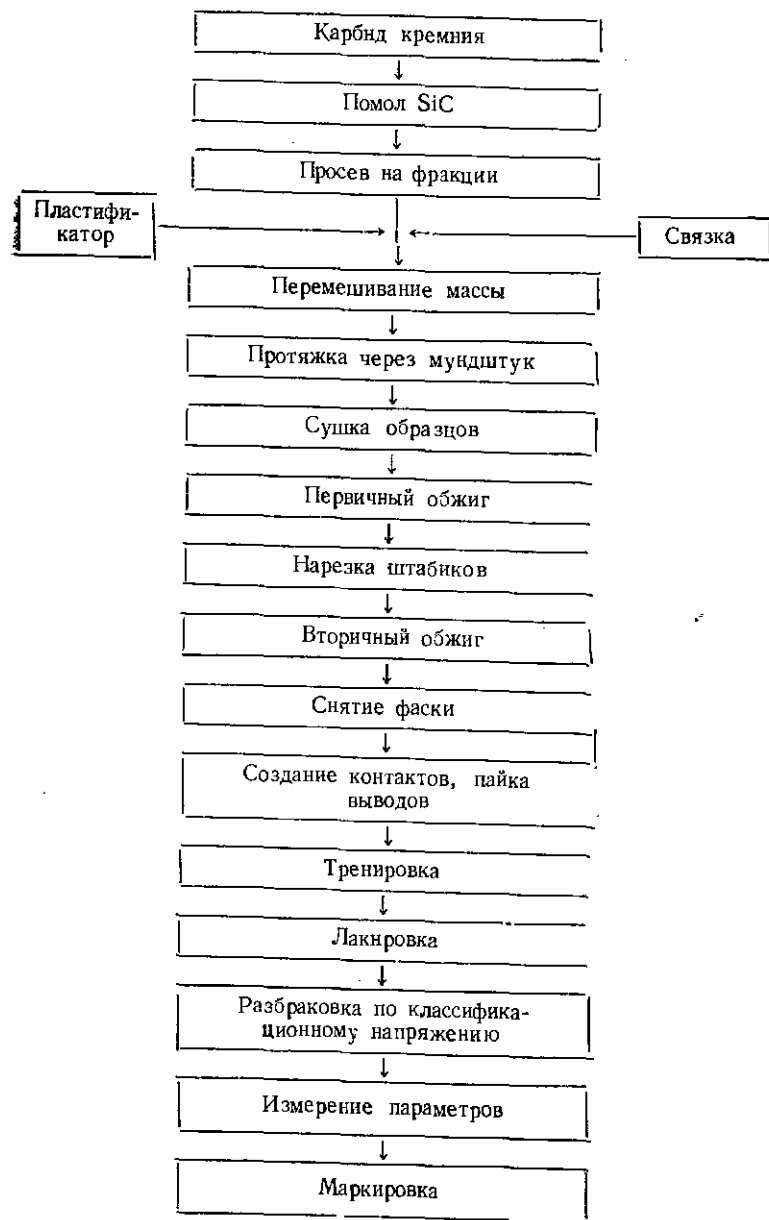 Карбид кремния
Помол SiC
Просев на фракции
Пластифи-
катор
Связка
Перемешивание массы
Протяжка через мундштук
Сушка образцов
Первичный обжиг
Нарезка штабиков
Вторичный обжиг
Снятие фаски
Создание контактов, пайка
выводов
Тренировка
Лакировка
Разбраковка по классифика-
ционному напряжению
Измерение параметров
Маркировка